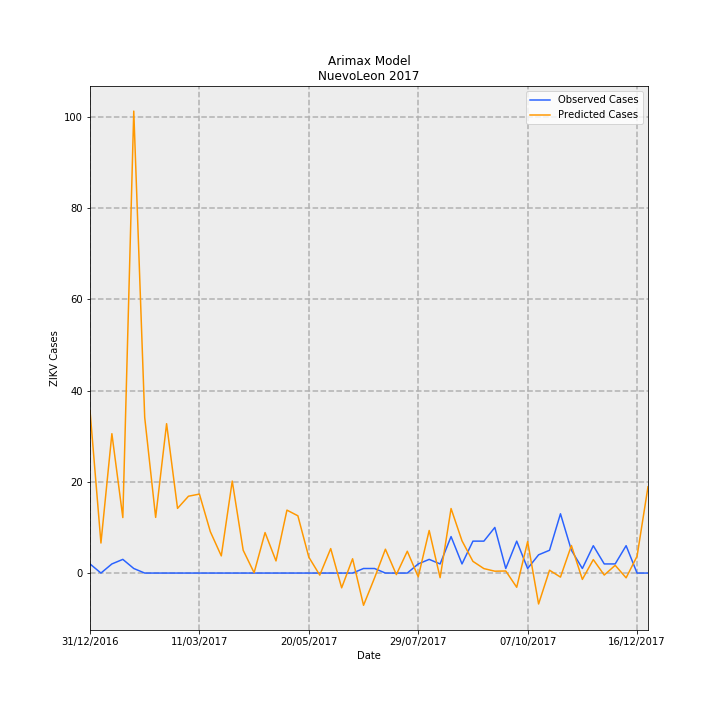 Arimax Model
NuevoLeon 2017
Observed Cases
Predicted Cases
100
80
60
40
20
0
ZIKV Cases
31/12/2016 11/03/2017 20/05/2017 29/07/2017 07/10/2017 16/12/2017
Date